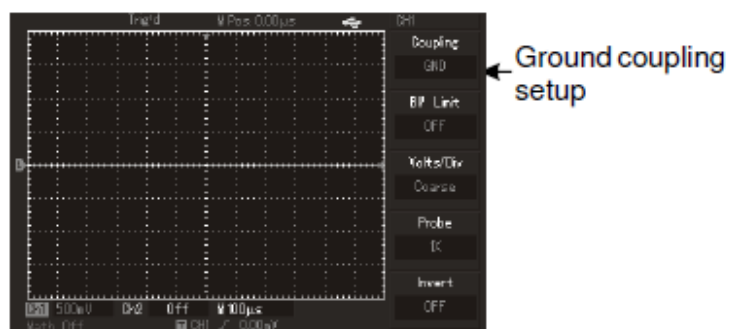 Trig'd M Pos: 0.00μs CH1
Coupling
GND
Ground coupling
setup
BW Limit
OFF
Volts/Div
Coarse
Probe
1X
Invert
OFF
CH1 500mV CH2 Off M 100μs
Math Off CH1 0.00mV